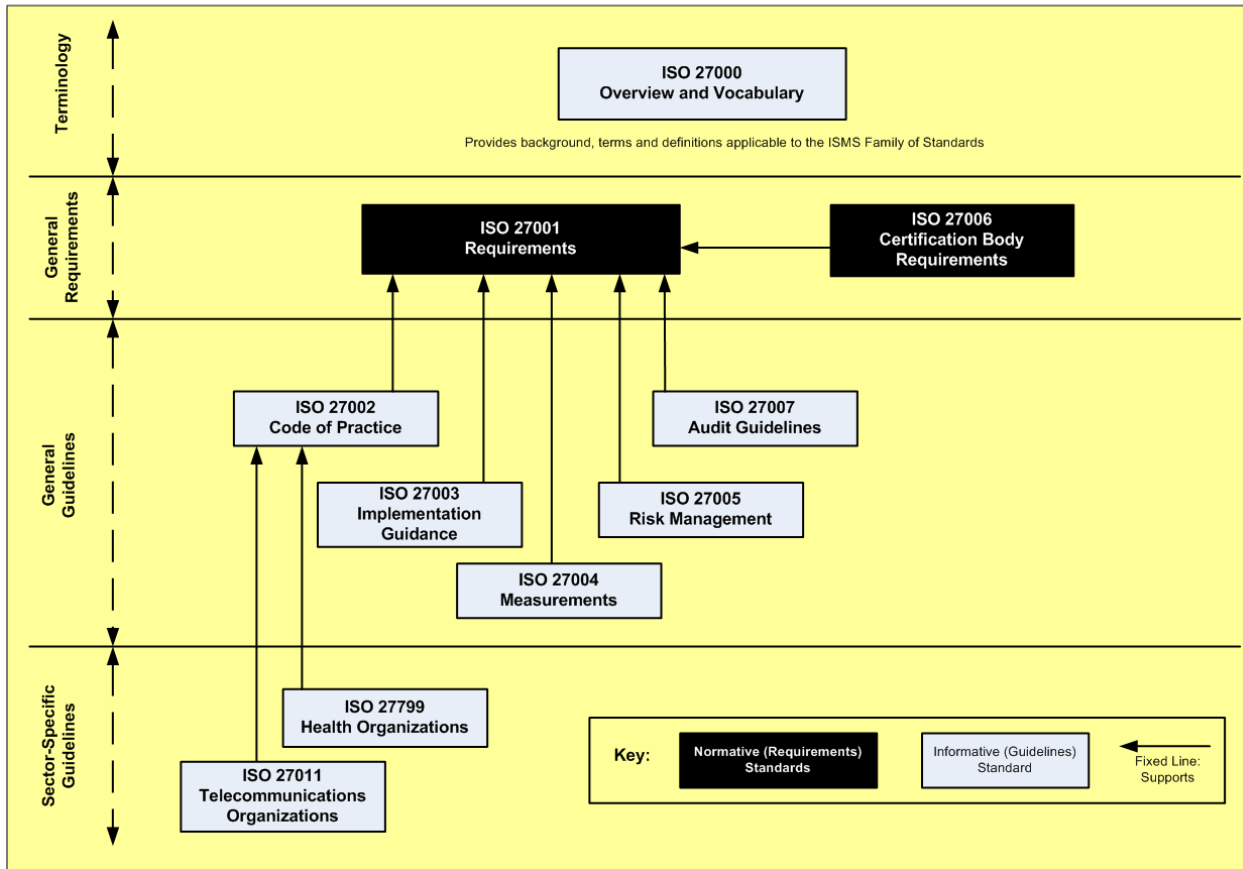 Terminology
ISO 27000
Overview and Vocabulary
Provides background, terms and definitions applicable to the ISMS Family of Standards
General
Requirements
ISO 27001
Requirements
ISO 27006
Certification Body
Requirements
General
Guidelines
ISO 27002
Code of Practice
ISO 27007
Audit Guidelines
ISO 27003
Implementation
Guidance
ISO 27005
Risk Management
ISO 27004
Measurements
Sector-Specific
Guidelines
ISO 27799
Health Organizations
ISO 27011
Telecommunications
Organizations
Key:
Normative (Requirements)
Standards
Informative (Guidelines)
Standard
Fixed Line:
Supports